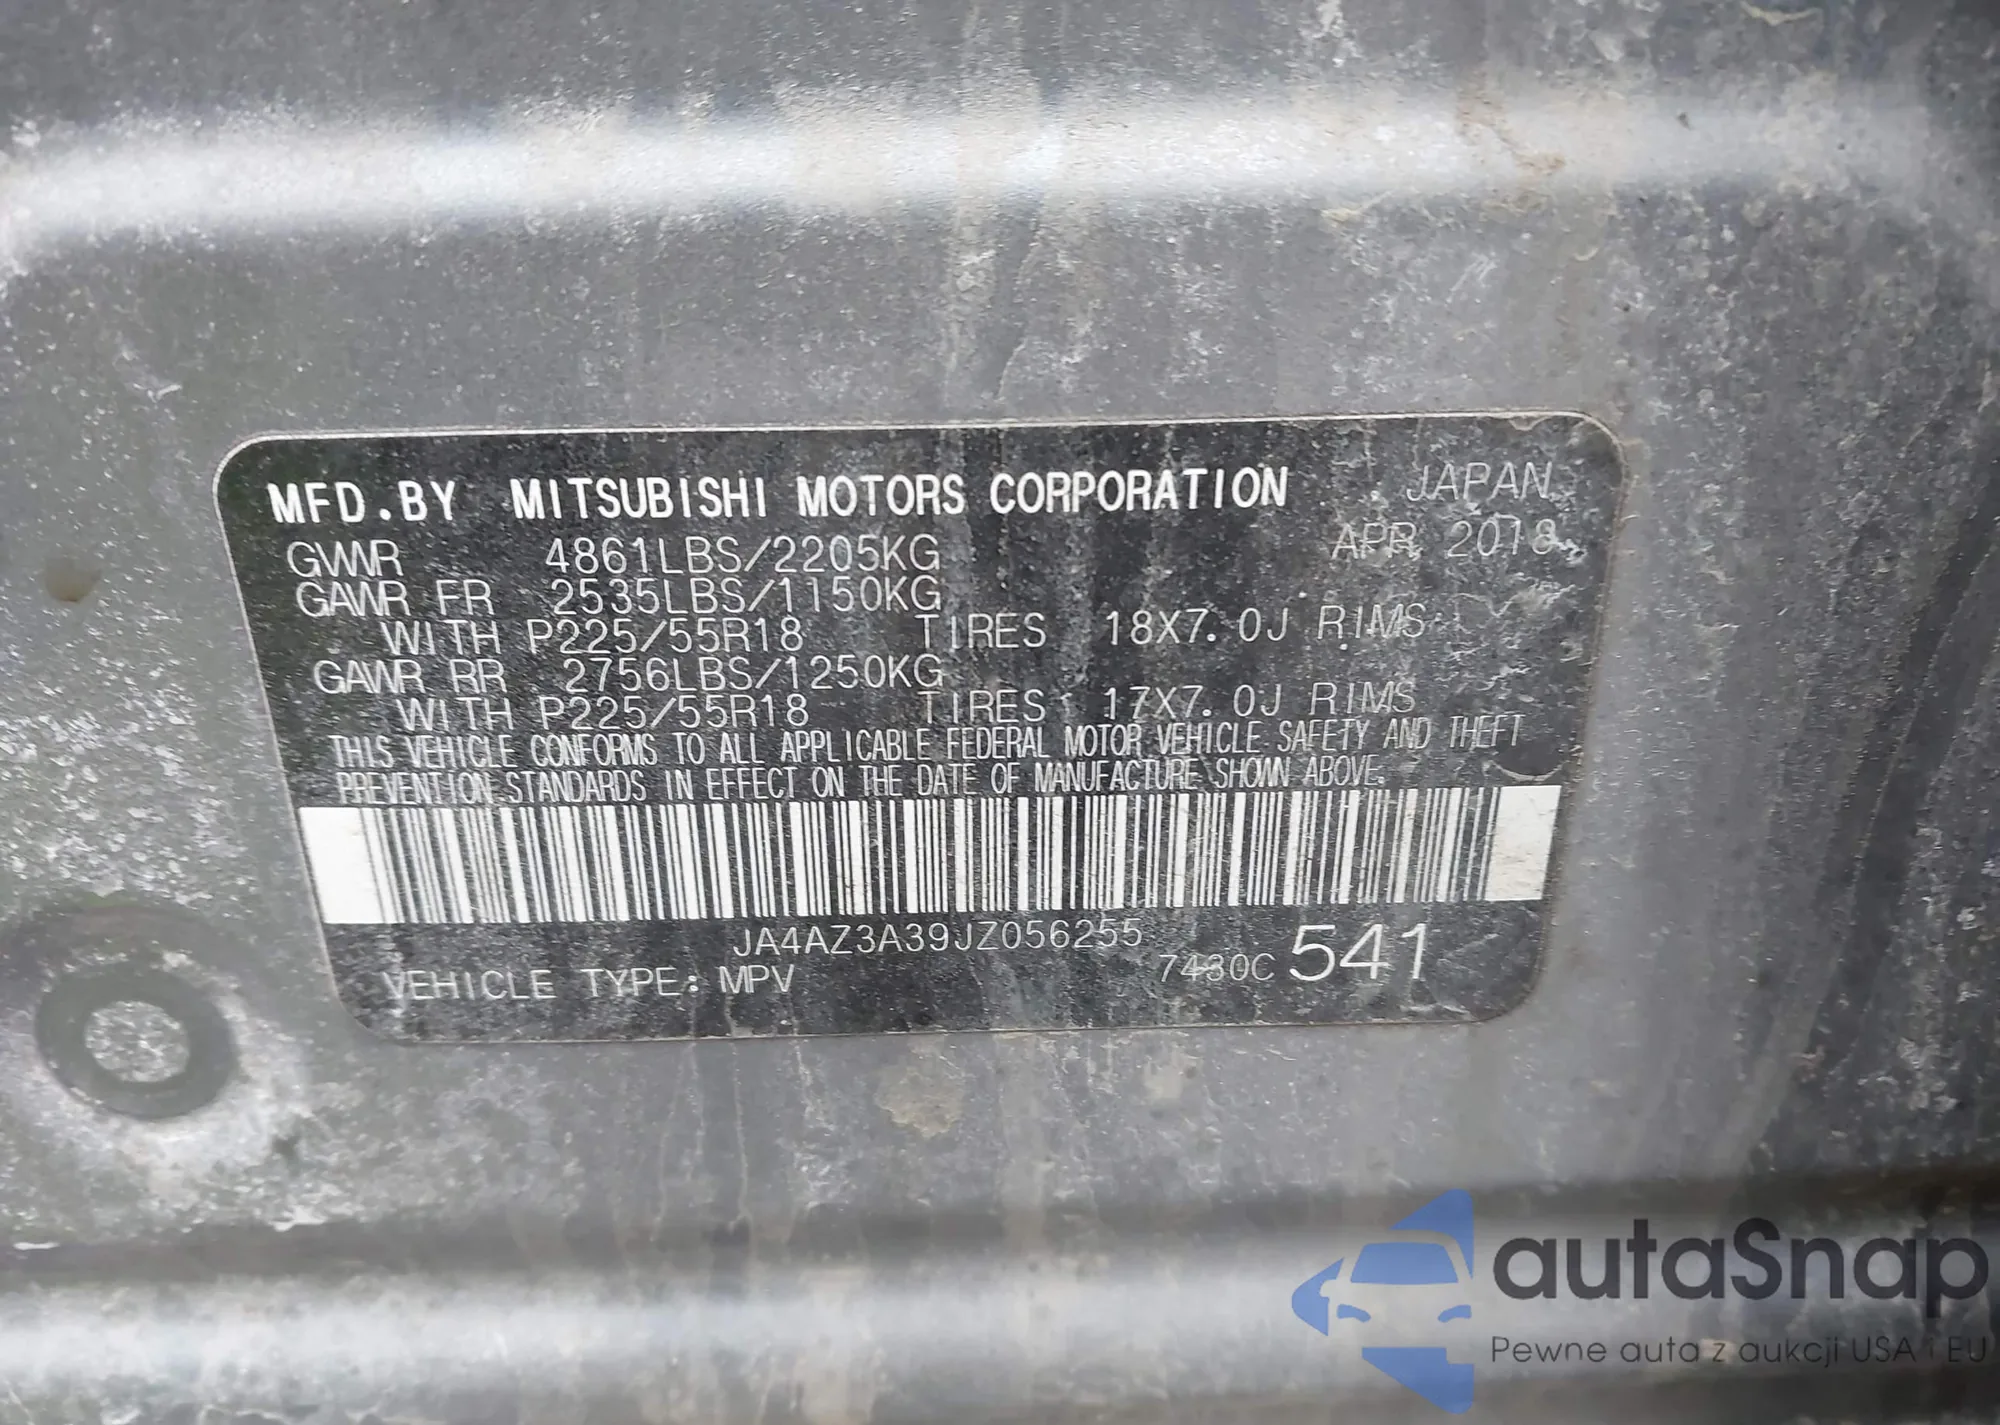 MFD.BY MITSUBISHI MOTORS CORPORATION JAPAN
GVWR 4861LBS/2205KG APR 2018
GAWR FR 2535LBS/1150KG
WITH P225/55R18 TIRES 18X7.0J RIMS
GAWR RR 2756LBS/1250KG
WITH P225/55R18 TIRES 17X7.0J RIMS
THIS VEHICLE CONFORMS TO ALL APPLICABLE FEDERAL MOTOR VEHICLE SAFETY AND THEFT
PREVENTION STANDARDS IN EFFECT ON THE DATE OF MANUFACTURE SHOWN ABOVE.
JA4AZ3A39JZ056255
VEHICLE TYPE: MPV 7430C 541
autaSnap
Pewne auta z aukcji USA i EU